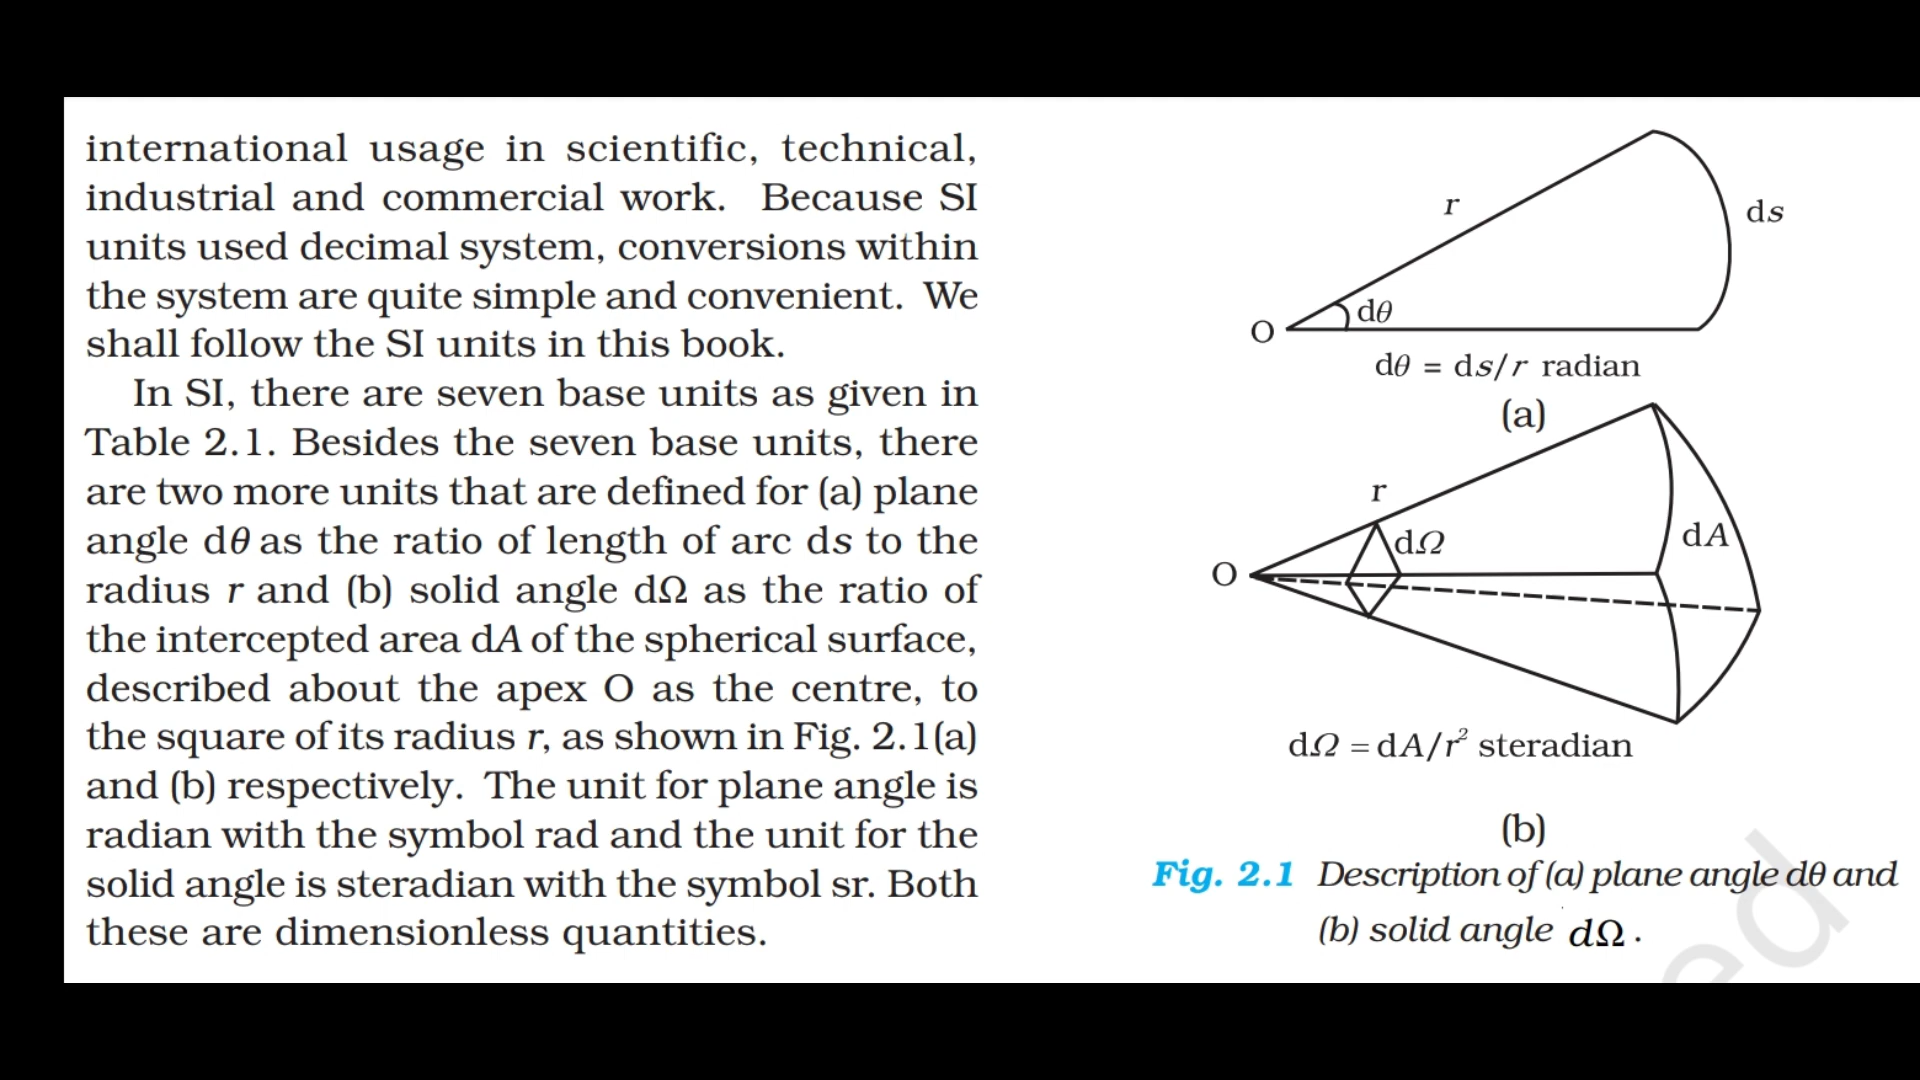 international usage in scientific, technical,
industrial and commercial work. Because SI
units used decimal system, conversions within
the system are quite simple and convenient. We
shall follow the SI units in this book.
In SI, there are seven base units as given in
Table 2.1. Besides the seven base units, there
are two more units that are defined for (a) plane
angle dθ as the ratio of length of arc ds to the
radius r and (b) solid angle dΩ as the ratio of
the intercepted area dA of the spherical surface,
described about the apex O as the centre, to
the square of its radius r, as shown in Fig. 2.1(a)
and (b) respectively. The unit for plane angle is
radian with the symbol rad and the unit for the
solid angle is steradian with the symbol sr. Both
these are dimensionless quantities.
r
ds
dθ
O
dθ = ds/r radian
(a)
r
dΩ
dA
O
dΩ = dA/r² steradian
(b)
Fig. 2.1 Description of (a) plane angle dθ and
(b) solid angle dΩ .
ed